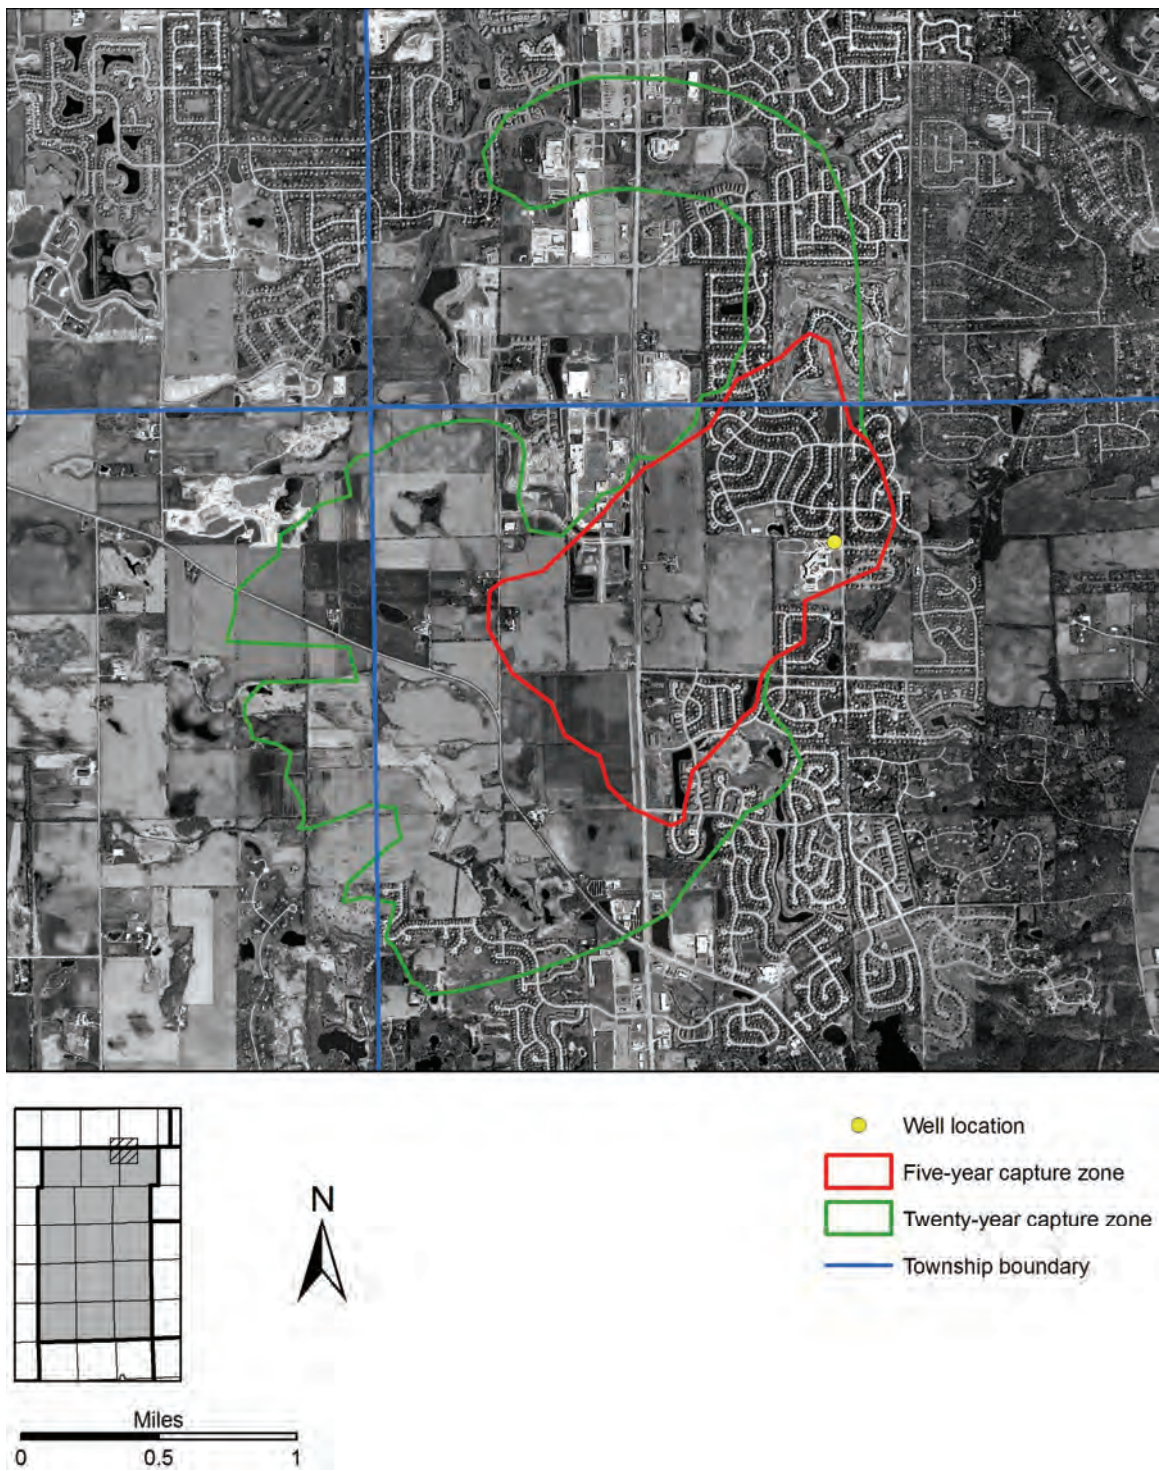 Well location
Five-year capture zone
Twenty-year capture zone
Township boundary
N
Miles
0 0.5 1